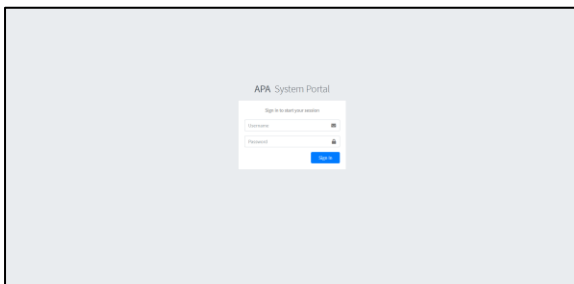 APA System Portal
Sign in to start your session
Username
Password
Sign In